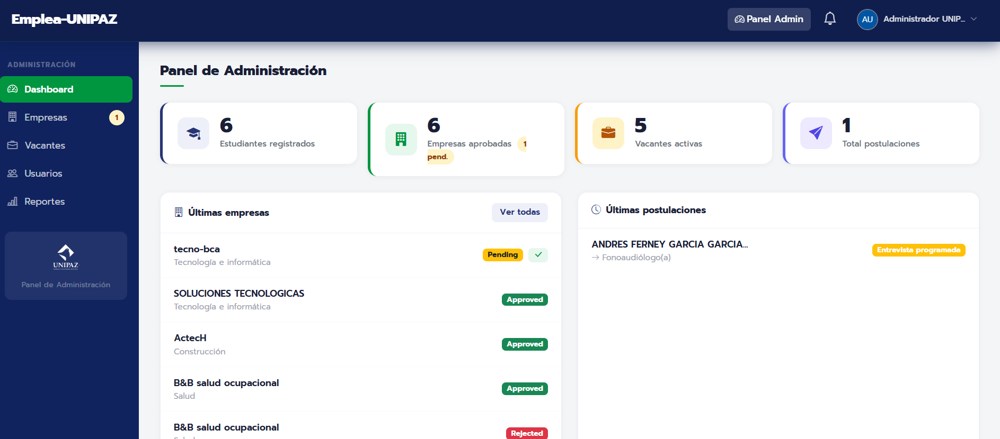 Emplea-UNIPAZ
Panel Admin
AU
Administrador UNIP...
ADMINISTRACIÓN
Dashboard
Empresas
1
Vacantes
Usuarios
Reportes
UNIPAZ
Panel de Administración
Panel de Administración
6
Estudiantes registrados
6
Empresas aprobadas 1
pend.
5
Vacantes activas
1
Total postulaciones
Últimas empresas
Ver todas
tecno-bca
Tecnología e informática
Pending
SOLUCIONES TECNOLOGICAS
Tecnología e informática
Approved
ActecH
Construcción
Approved
B&B salud ocupacional
Salud
Approved
B&B salud ocupacional
Rejected
Últimas postulaciones
ANDRES FERNEY GARCIA GARCIA...
→ Fonoaudiólogo(a)
Entrevista programada